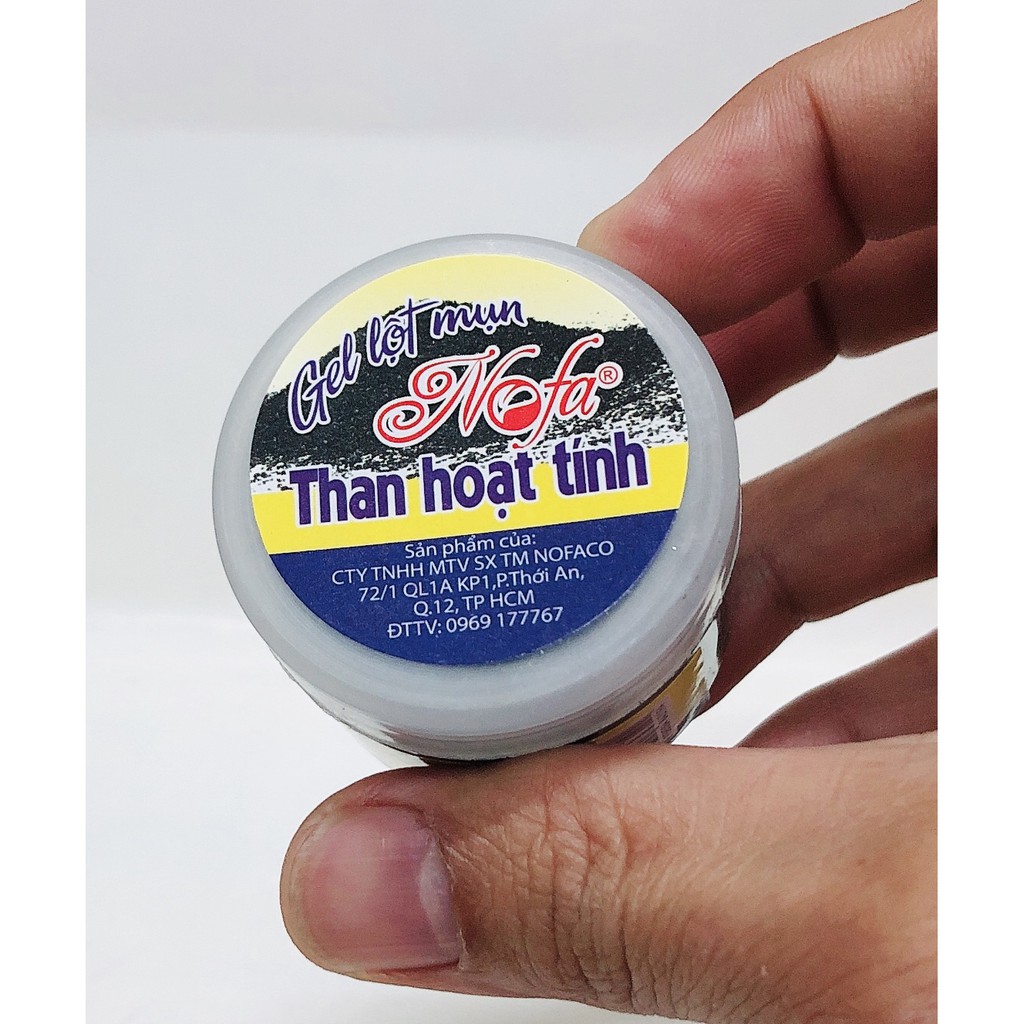 Gel lột mụn
Nofa®
Than hoạt tính
Sản phẩm của:
CTY TNHH MTV SX TM NOFACO
72/1 QL1A KP1,P.Thới An,
Q.12, TP HCM
ĐTTV: 0969 177767